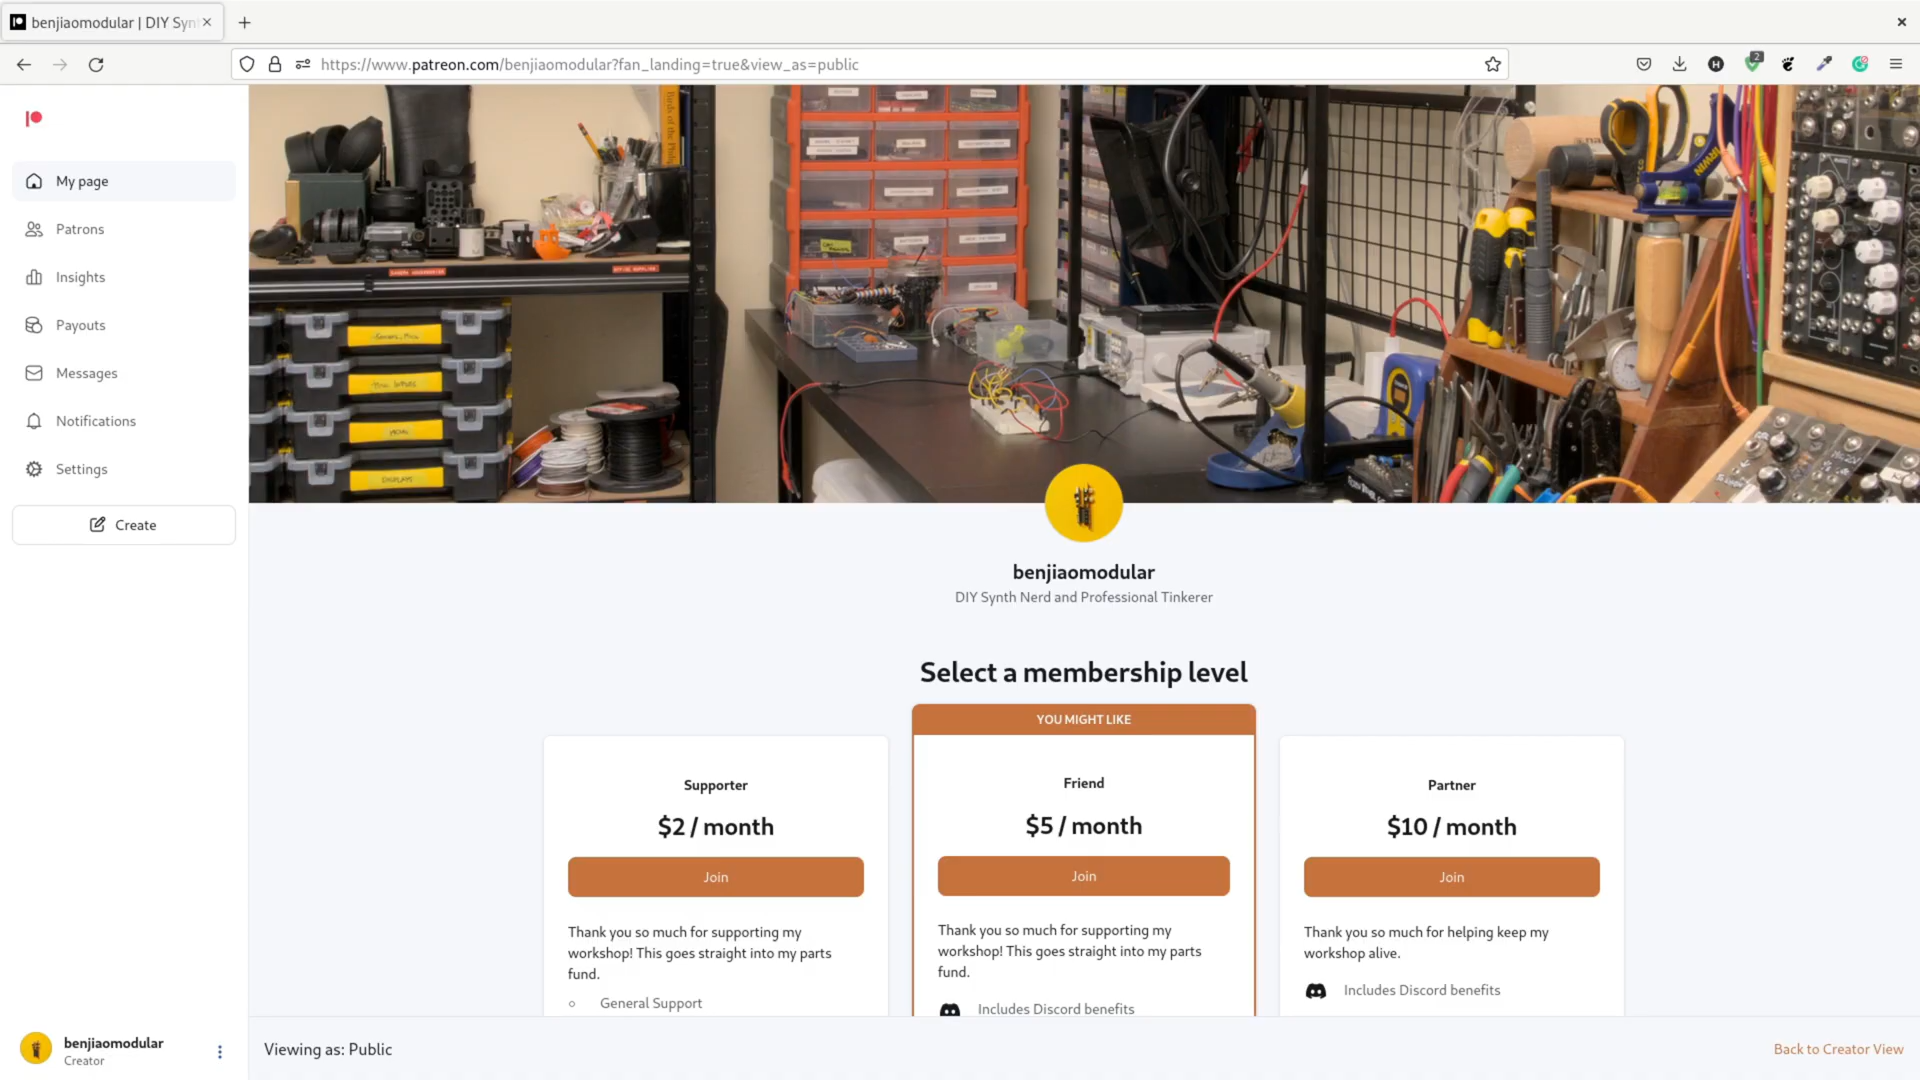 benjiaomodular | DIY Syn
https://www.patreon.com/benjiaomodular?fan_landing=true&view_as=public
2
My page
Patrons
Insights
Payouts
Messages
Notifications
Settings
Create
DISPLAYS
benjiaomodular
DIY Synth Nerd and Professional Tinkerer
Select a membership level
YOU MIGHT LIKE
Supporter
$2 / month
Join
Thank you so much for supporting my
workshop! This goes straight into my parts
fund.
General Support
Friend
$5 / month
Join
Thank you so much for supporting my
workshop! This goes straight into my parts
fund.
Includes Discord benefits
Partner
$10 / month
Join
Thank you so much for helping keep my
workshop alive.
Includes Discord benefits
benjiaomodular
Creator
Viewing as: Public
Back to Creator View